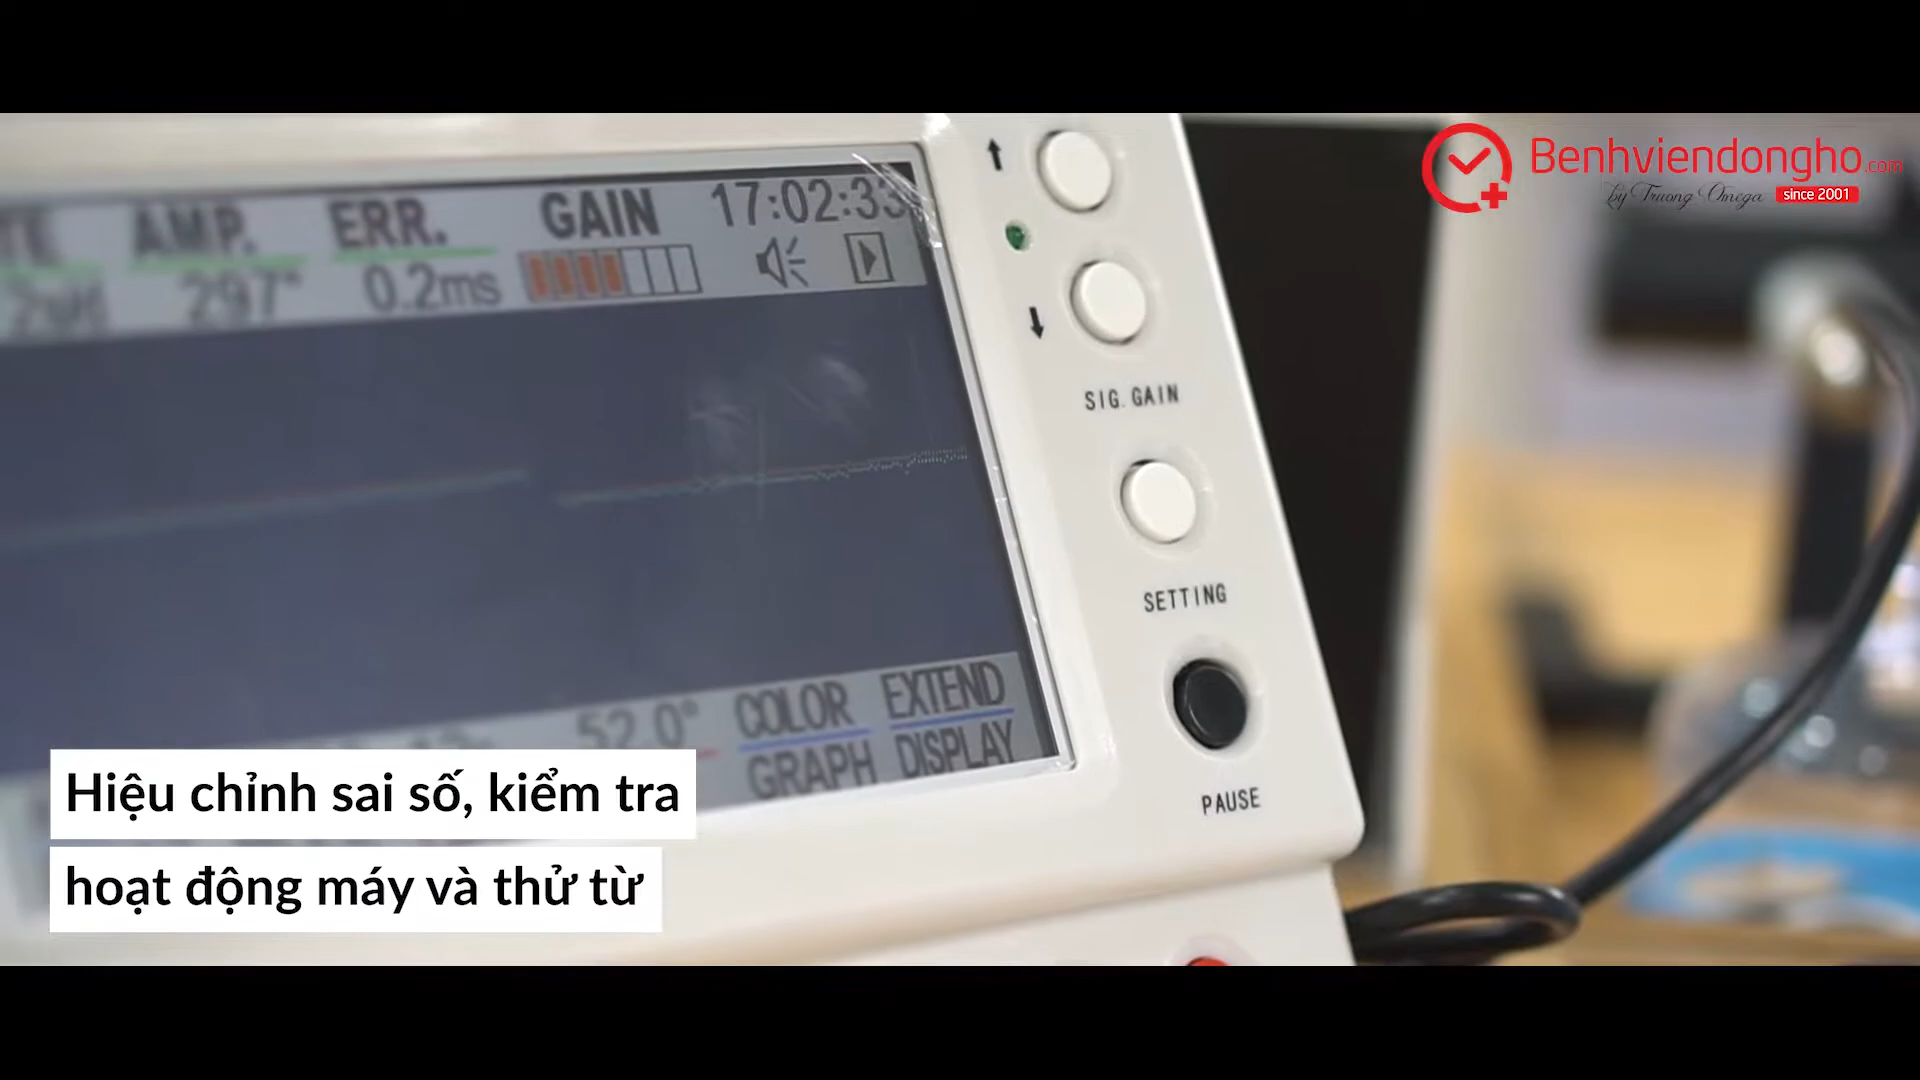 Benhviendongho.com
by Truong Omega since 2001
AMP. ERR. GAIN 17:02:33
297° 0.2ms
SIG. GAIN
SETTING
52.0° COLOR EXTEND
GRAPH DISPLAY
PAUSE
Hiệu chỉnh sai số, kiểm tra
hoạt động máy và thử từ